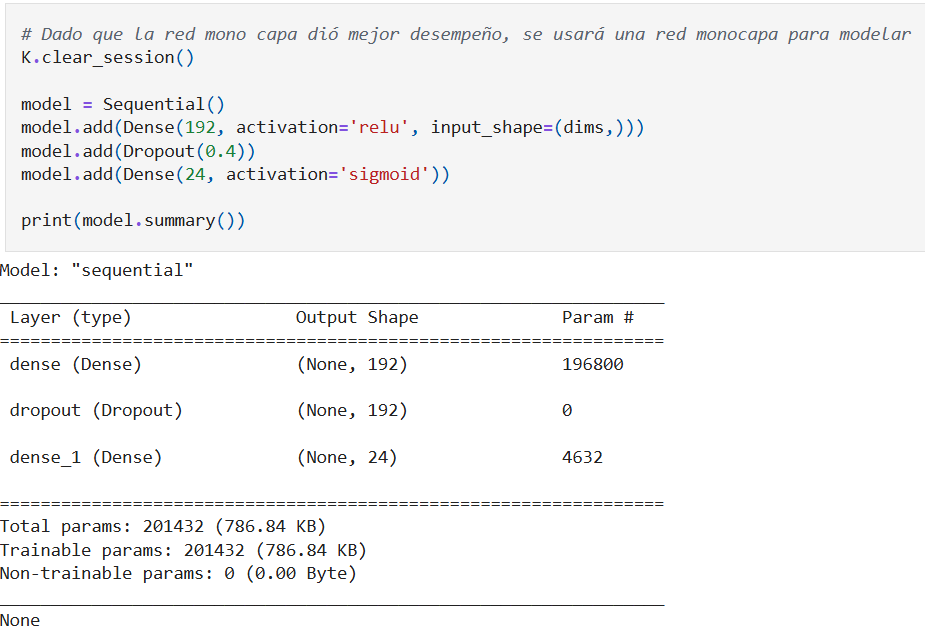 # Dado que la red mono capa dió mejor desempeño, se usará una red monocapa para modelar
K.clear_session()
model = Sequential()
model.add(Dense(192, activation='relu', input_shape=(dims,)))
model.add(Dropout(0.4))
model.add(Dense(24, activation='sigmoid'))
print(model.summary())
Model: "sequential"
_________________________________________________________________
Layer (type) Output Shape Param #
=================================================================
dense (Dense) (None, 192) 196800
dropout (Dropout) (None, 192) 0
dense_1 (Dense) (None, 24) 4632
=================================================================
Total params: 201432 (786.84 KB)
Trainable params: 201432 (786.84 KB)
Non-trainable params: 0 (0.00 Byte)
_________________________________________________________________
None